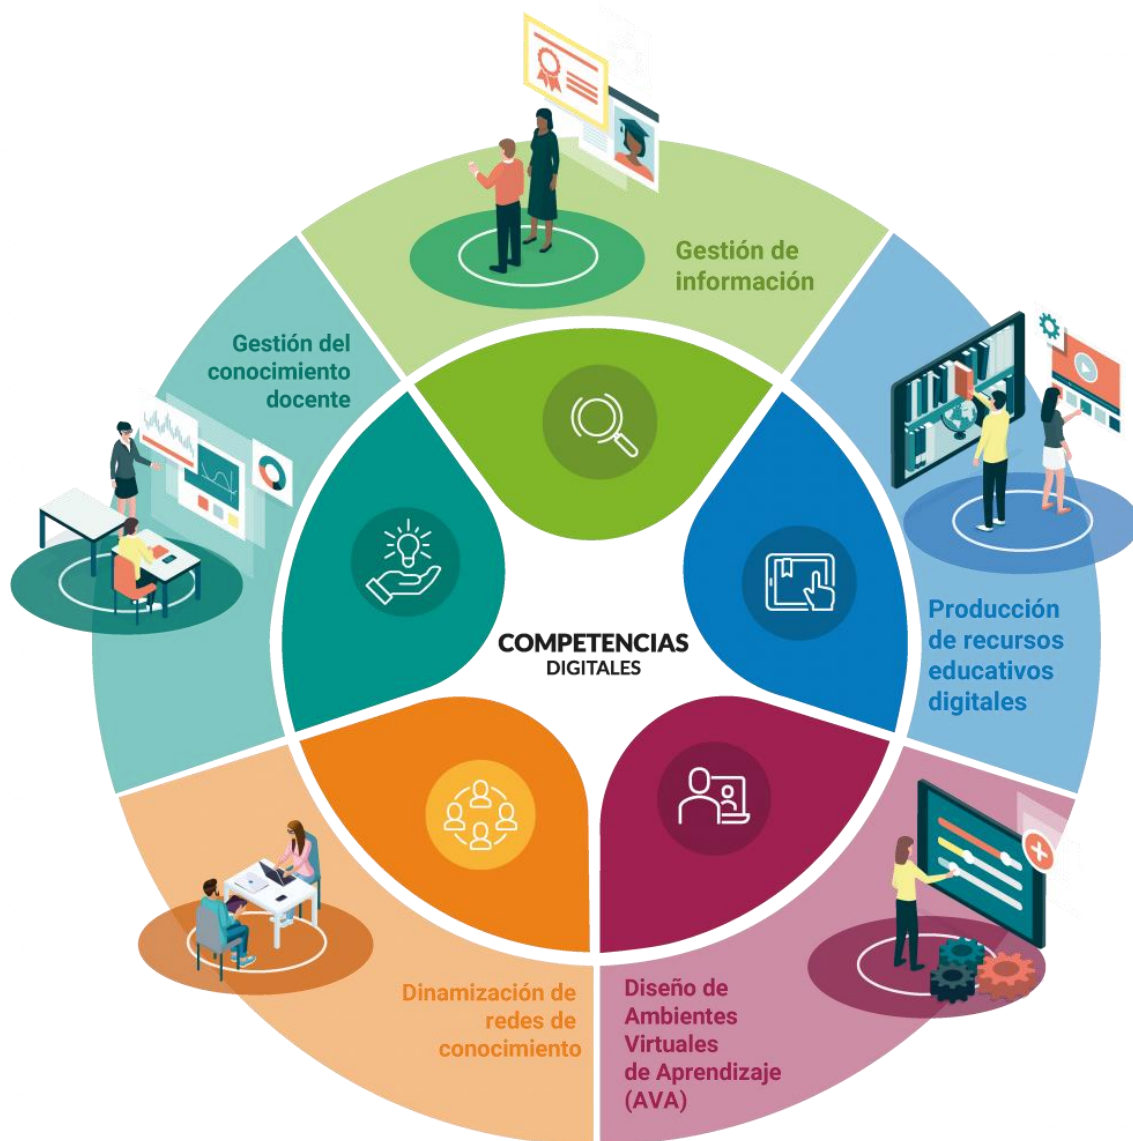 Gestión de
información
Gestión del
conocimiento
docente
Producción
de recursos
educativos
digitales
COMPETENCIAS
DIGITALES
Dinamización de
redes de
conocimiento
Diseño de
Ambientes
Virtuales
de Aprendizaje
(AVA)